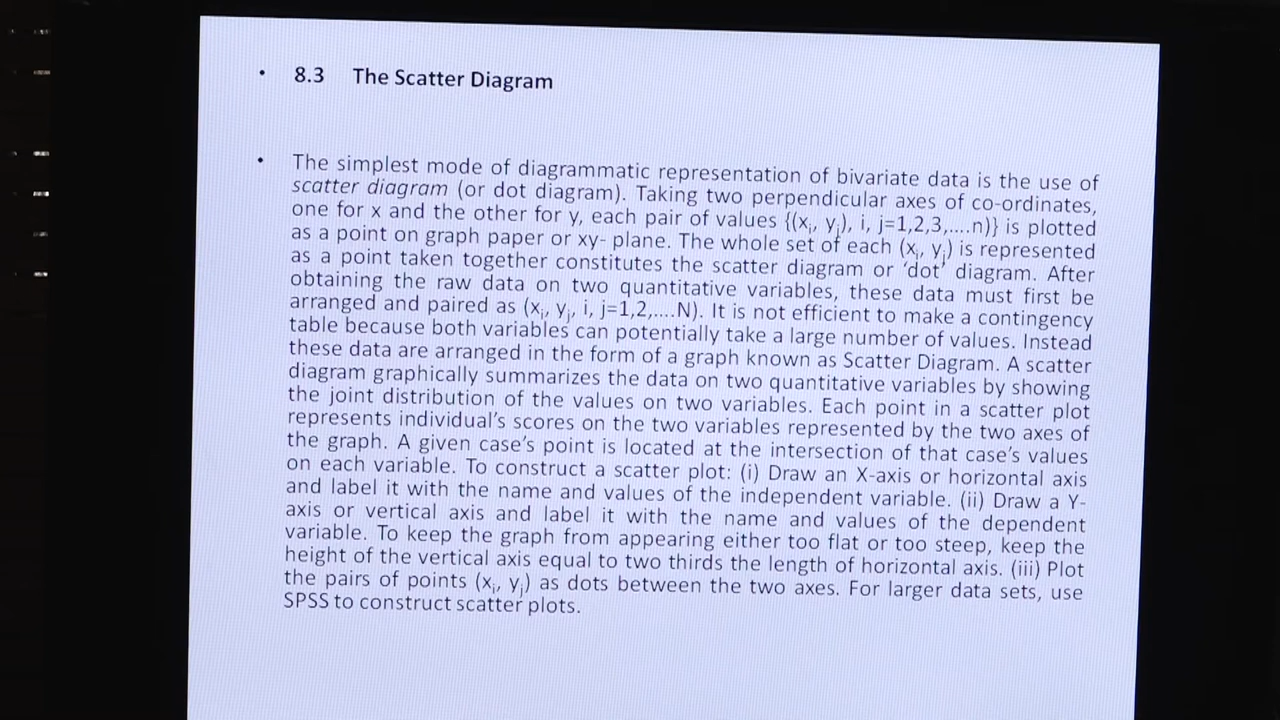 • 8.3 The Scatter Diagram
• The simplest mode of diagrammatic representation of bivariate data is the use of
scatter diagram (or dot diagram). Taking two perpendicular axes of co-ordinates,
one for x and the other for y, each pair of values {(xi, yj), i, j=1,2,3,....n)} is plotted
as a point on graph paper or xy- plane. The whole set of each (xi, yj) is represented
as a point taken together constitutes the scatter diagram or ‘dot’ diagram. After
obtaining the raw data on two quantitative variables, these data must first be
arranged and paired as (xi, yj, i, j=1,2,....N). It is not efficient to make a contingency
table because both variables can potentially take a large number of values. Instead
these data are arranged in the form of a graph known as Scatter Diagram. A scatter
diagram graphically summarizes the data on two quantitative variables by showing
the joint distribution of the values on two variables. Each point in a scatter plot
represents individual’s scores on the two variables represented by the two axes of
the graph. A given case’s point is located at the intersection of that case’s values
on each variable. To construct a scatter plot: (i) Draw an X-axis or horizontal axis
and label it with the name and values of the independent variable. (ii) Draw a Y-
axis or vertical axis and label it with the name and values of the dependent
variable. To keep the graph from appearing either too flat or too steep, keep the
height of the vertical axis equal to two thirds the length of horizontal axis. (iii) Plot
the pairs of points (xi, yj) as dots between the two axes. For larger data sets, use
SPSS to construct scatter plots.